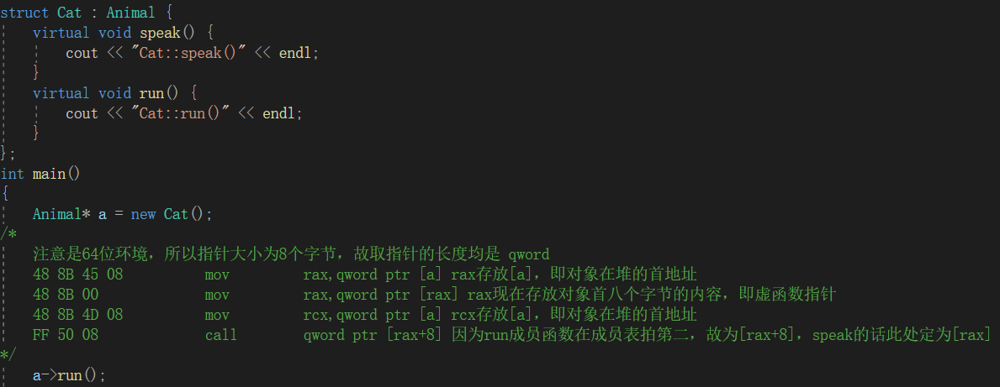 struct Cat : Animal {
virtual void speak() {
cout << "Cat::speak()" << endl;
}
virtual void run() {
cout << "Cat::run()" << endl;
}
};
int main()
{
Animal* a = new Cat();
/*
注意是64位环境，所以指针大小为8个字节，故取指针的长度均是 qword
48 8B 45 08 mov rax,qword ptr [a] rax存放[a]，即对象在堆的首地址
48 8B 00 mov rax,qword ptr [rax] rax现在存放对象首八个字节的内容，即虚函数指针
48 8B 4D 08 mov rcx,qword ptr [a] rcx存放[a]，即对象在堆的首地址
FF 50 08 call qword ptr [rax+8] 因为run成员函数在成员表拍第二，故为[rax+8]，speak的话此处定为[rax]
*/
a->run();